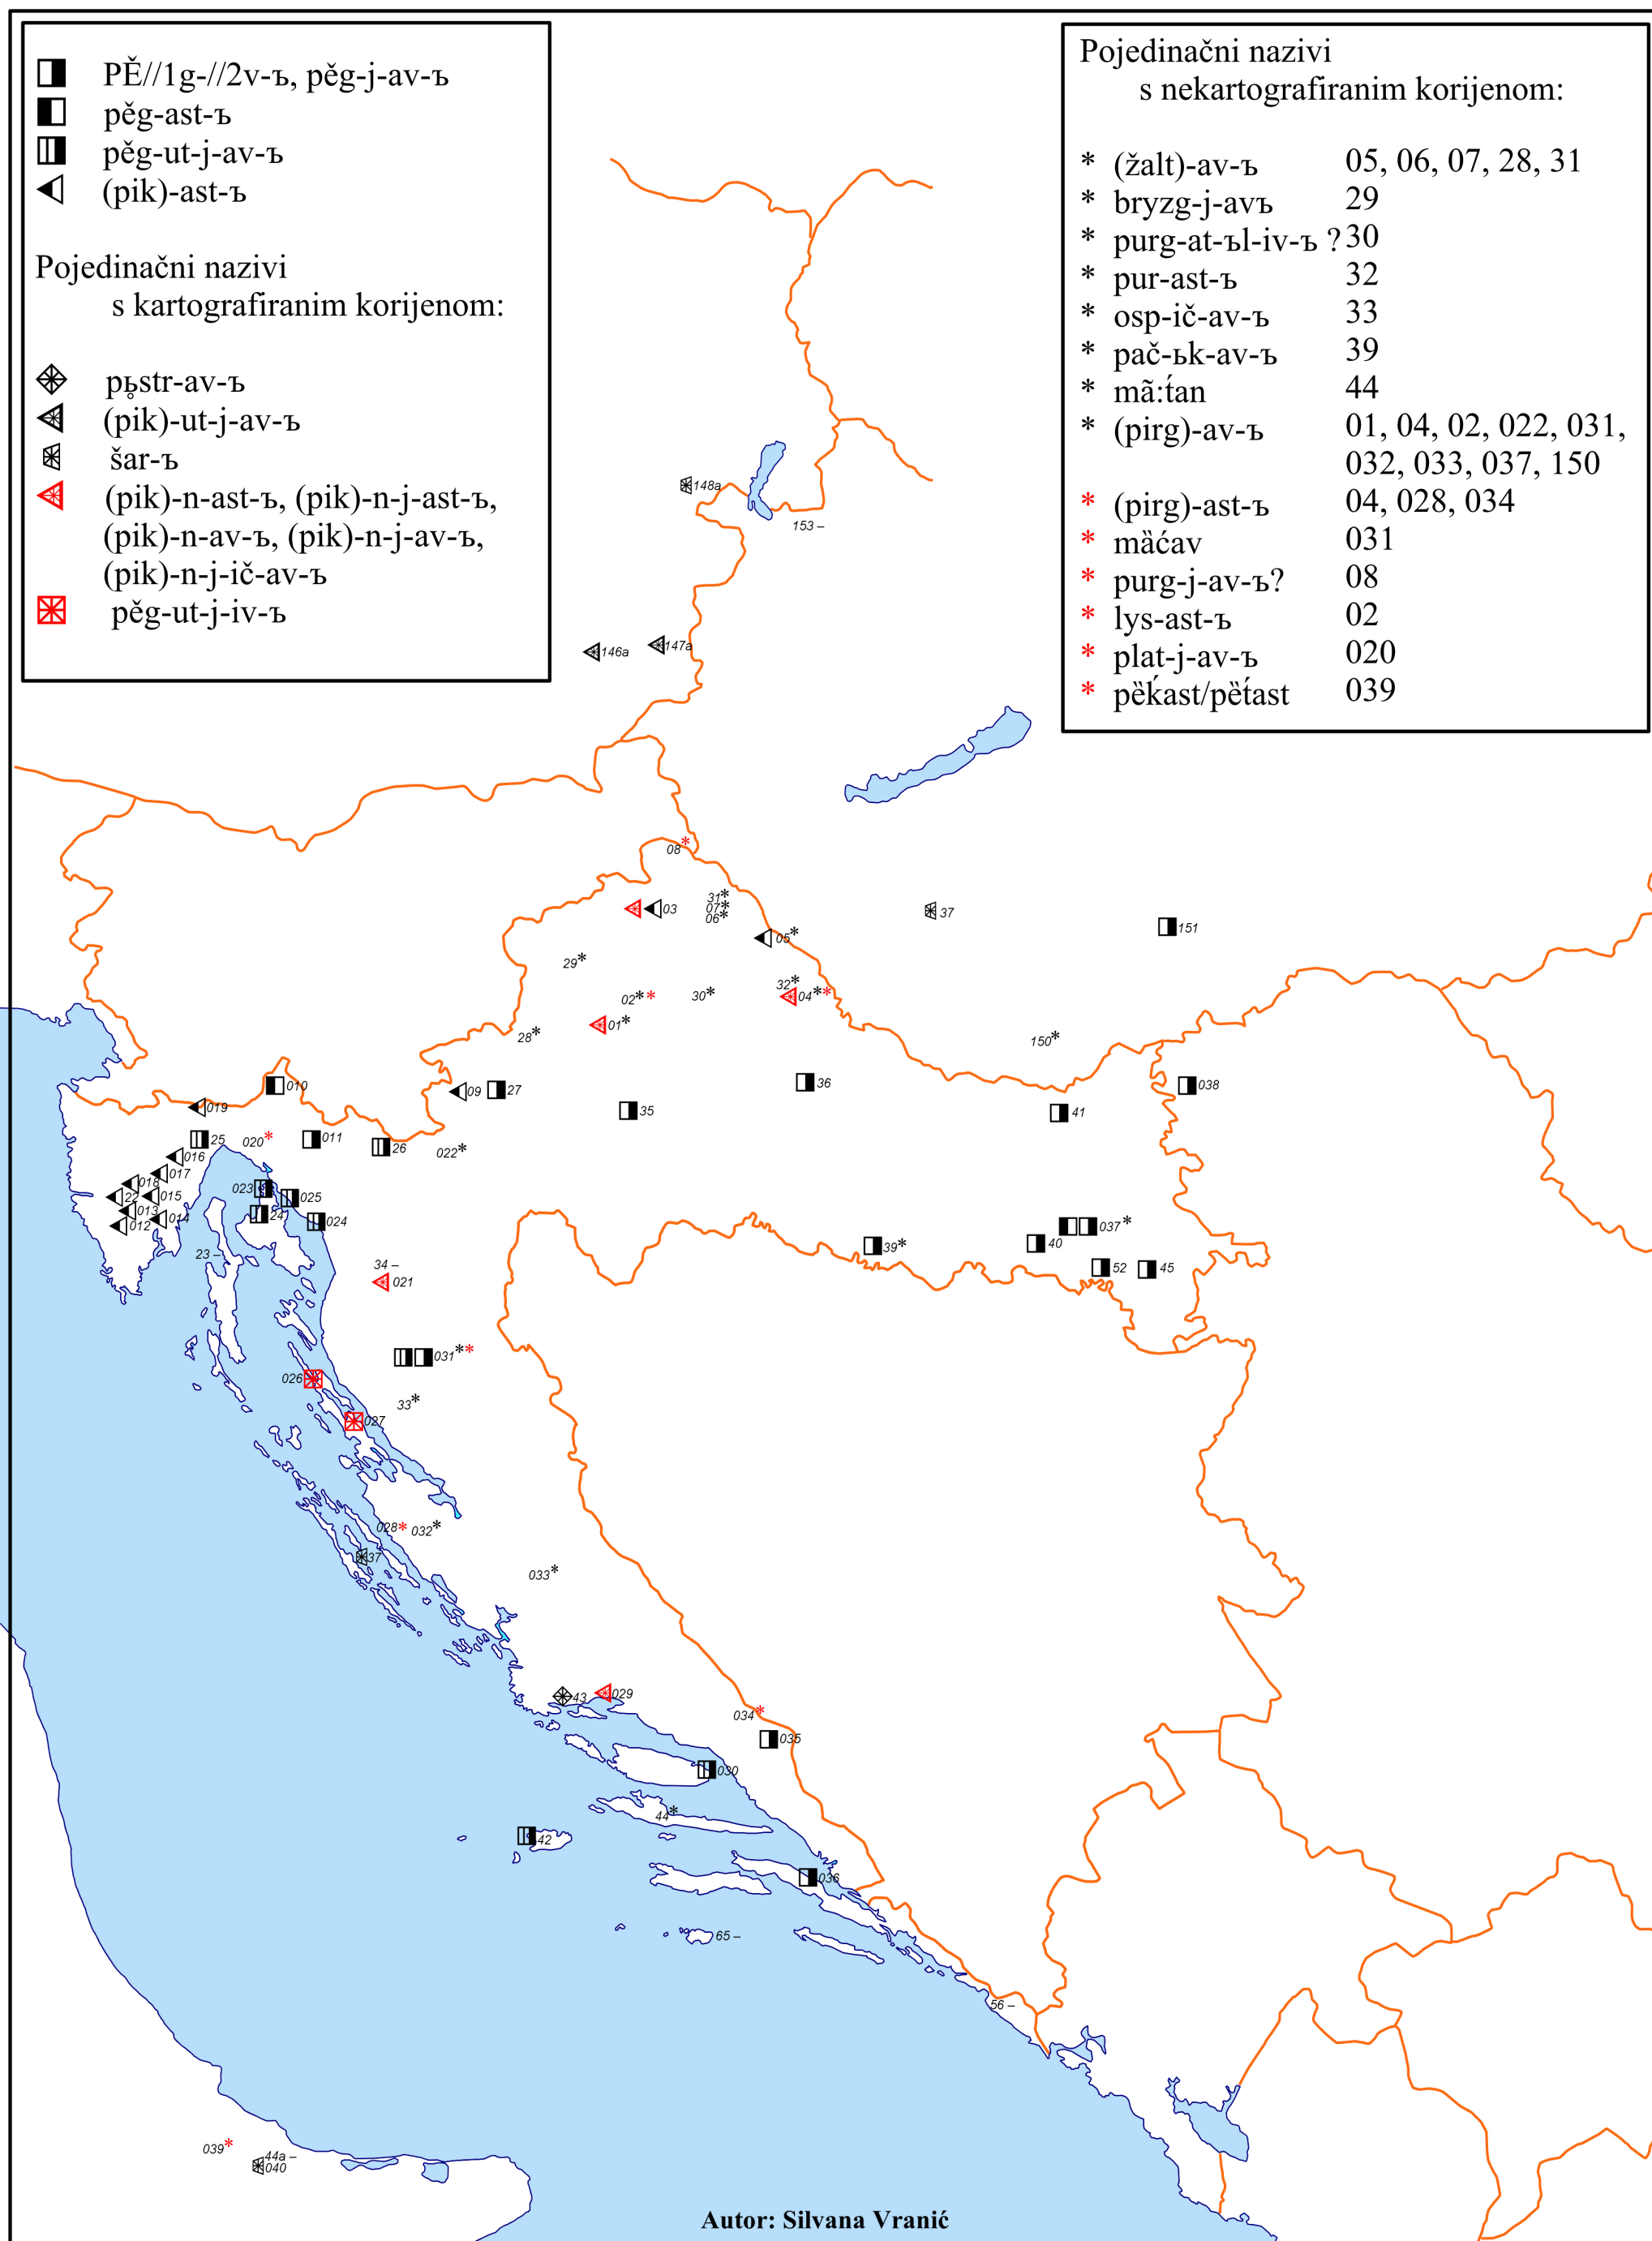 PĚ//1g-//2v-ъ, pěg-j-av-ъ
pěg-ast-ъ
pěg-ut-j-av-ъ
(pik)-ast-ъ
Pojedinačni nazivi
s kartografiranim korijenom:
pь̥str-av-ъ
(pik)-ut-j-av-ъ
šar-ъ
(pik)-n-ast-ъ, (pik)-n-j-ast-ъ,
(pik)-n-av-ъ, (pik)-n-j-av-ъ,
(pik)-n-j-ič-av-ъ
pěg-ut-j-iv-ъ
Pojedinačni nazivi
s nekartografiranim korijenom:
* (žalt)-av-ъ 05, 06, 07, 28, 31
* bryzg-j-avъ 29
* purg-at-ъl-iv-ъ ? 30
* pur-ast-ъ 32
* osp-ič-av-ъ 33
* pač-ьk-av-ъ 39
* mã:t́an 44
* (pirg)-av-ъ 01, 04, 02, 022, 031,
032, 033, 037, 150
* (pirg)-ast-ъ 04, 028, 034
* mȁćav 031
* purg-j-av-ъ? 08
* lys-ast-ъ 02
* plat-j-av-ъ 020
* pȅḱast/pȅt́ast 039
148a
153 –
146a
147a
08*
31*
07*
06*
03
37
151
05*
29*
32*
02**
30*
04**
01*
28*
150*
010
09
27
36
038
019
35
41
25
020*
011
26
022*
016
017
018
023
22
015
025
013
24
014
024
012
037*
39*
40
23 –
34 –
52
45
021
031**
026
33*
027
028*
032*
37
033*
43
029
034*
035
030
44*
42
036
65 –
56 –
039*
44a –
040
Autor: Silvana Vranić